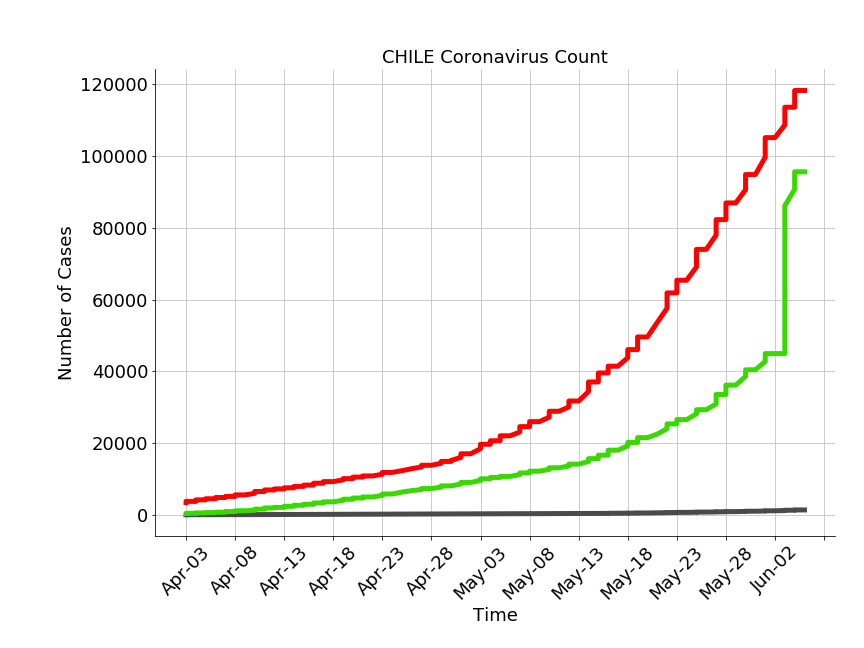 CHILE Coronavirus Count
120000
100000
80000
60000
40000
20000
0
Number of Cases
Apr-03 Apr-08 Apr-13 Apr-18 Apr-23 Apr-28 May-03 May-08 May-13 May-18 May-23 May-28 Jun-02
Time